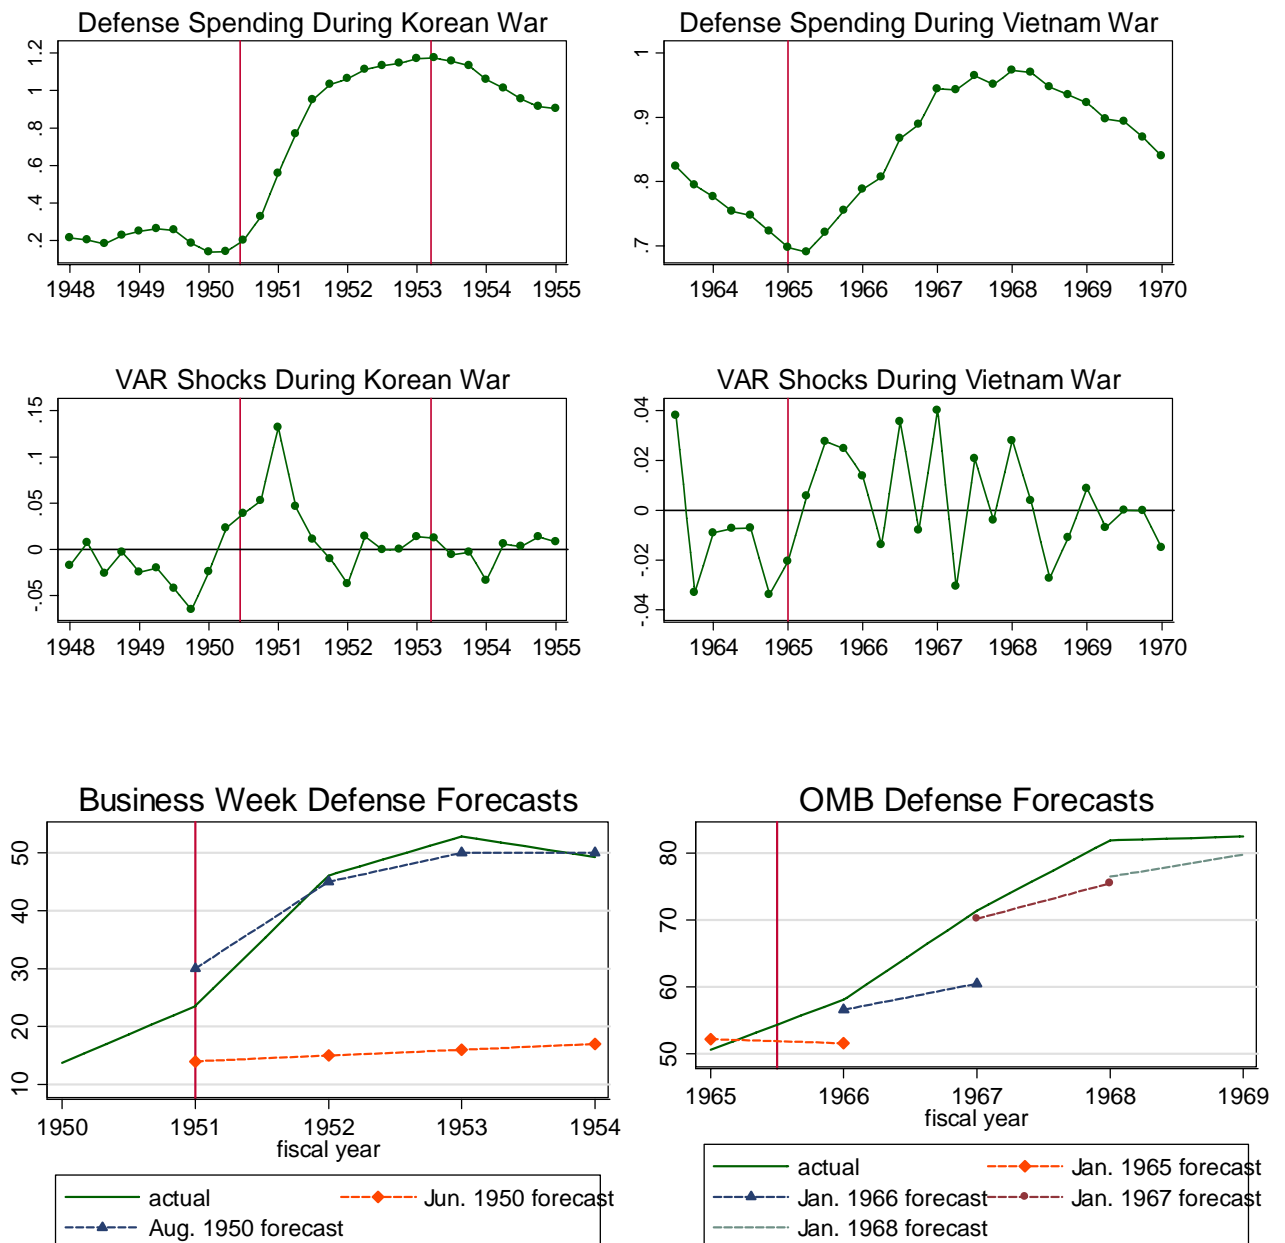 Defense Spending During Korean War
1.2
1
.8
.6
.4
.2
1948 1949 1950 1951 1952 1953 1954 1955
Defense Spending During Vietnam War
1
.9
.8
.7
1964 1965 1966 1967 1968 1969 1970
VAR Shocks During Korean War
.15
.1
.05
0
-.05
1948 1949 1950 1951 1952 1953 1954 1955
VAR Shocks During Vietnam War
.04
.02
0
-.02
-.04
1964 1965 1966 1967 1968 1969 1970
Business Week Defense Forecasts
50
40
30
20
10
1950 1951 1952 1953 1954
fiscal year
actual Jun. 1950 forecast
Aug. 1950 forecast
OMB Defense Forecasts
80
70
60
50
1965 1966 1967 1968 1969
fiscal year
actual Jan. 1965 forecast
Jan. 1966 forecast Jan. 1967 forecast
Jan. 1968 forecast